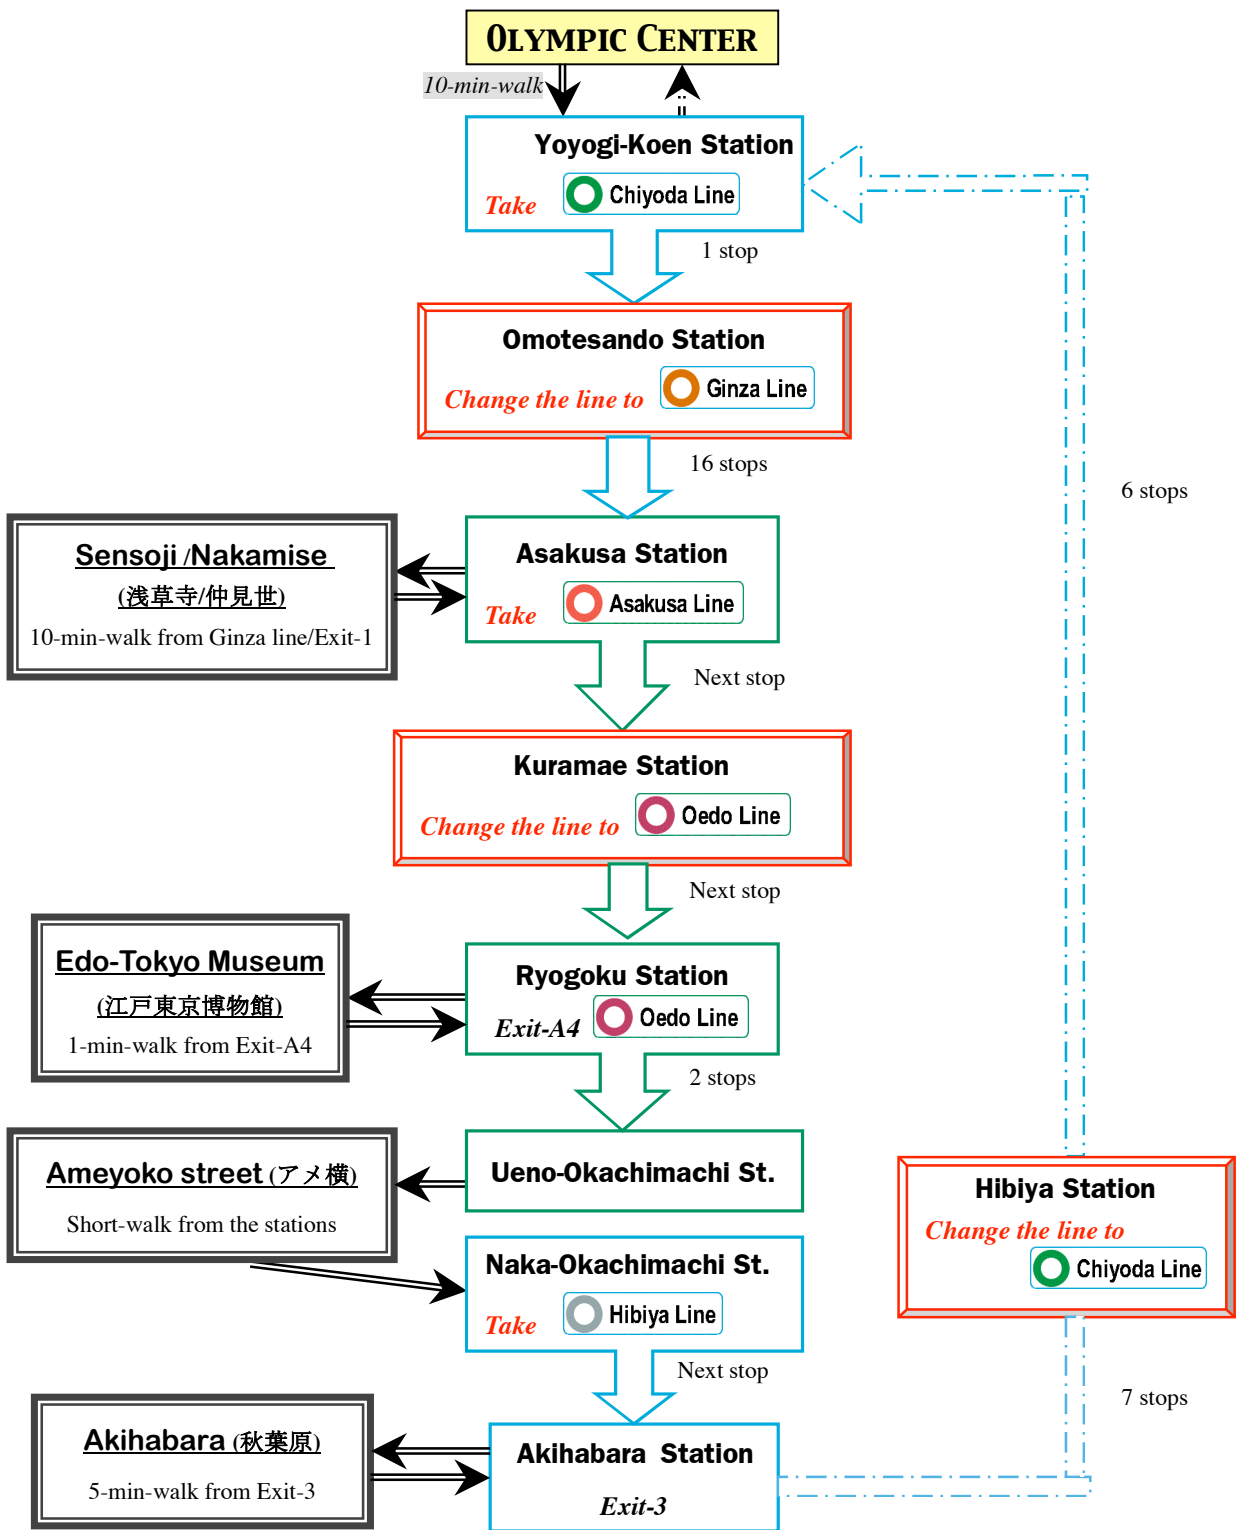 OLYMPIC CENTER
10-min-walk
Yoyogi-Koen Station
Take Chiyoda Line
1 stop
Omotesando Station
Change the line to Ginza Line
16 stops
6 stops
Sensoji /Nakamise
(浅草寺/仲見世)
10-min-walk from Ginza line/Exit-1
Asakusa Station
Take Asakusa Line
Next stop
Kuramae Station
Change the line to Oedo Line
Next stop
Edo-Tokyo Museum
(江戸東京博物館)
1-min-walk from Exit-A4
Ryogoku Station
Exit-A4 Oedo Line
2 stops
Ameyoko street (アメ横)
Short-walk from the stations
Ueno-Okachimachi St.
Hibiya Station
Change the line to
Chiyoda Line
Naka-Okachimachi St.
Take Hibiya Line
Next stop
7 stops
Akihabara (秋葉原)
5-min-walk from Exit-3
Akihabara Station
Exit-3